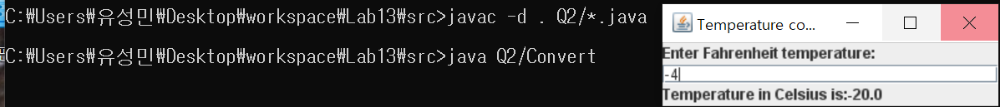 C:₩Users₩유성민₩Desktop₩workspace₩Lab13₩src>javac -d . Q2/*.java
C:₩Users₩유성민₩Desktop₩workspace₩Lab13₩src>java Q2/Convert
Temperature co...
Enter Fahrenheit temperature:
-4
Temperature in Celsius is:-20.0